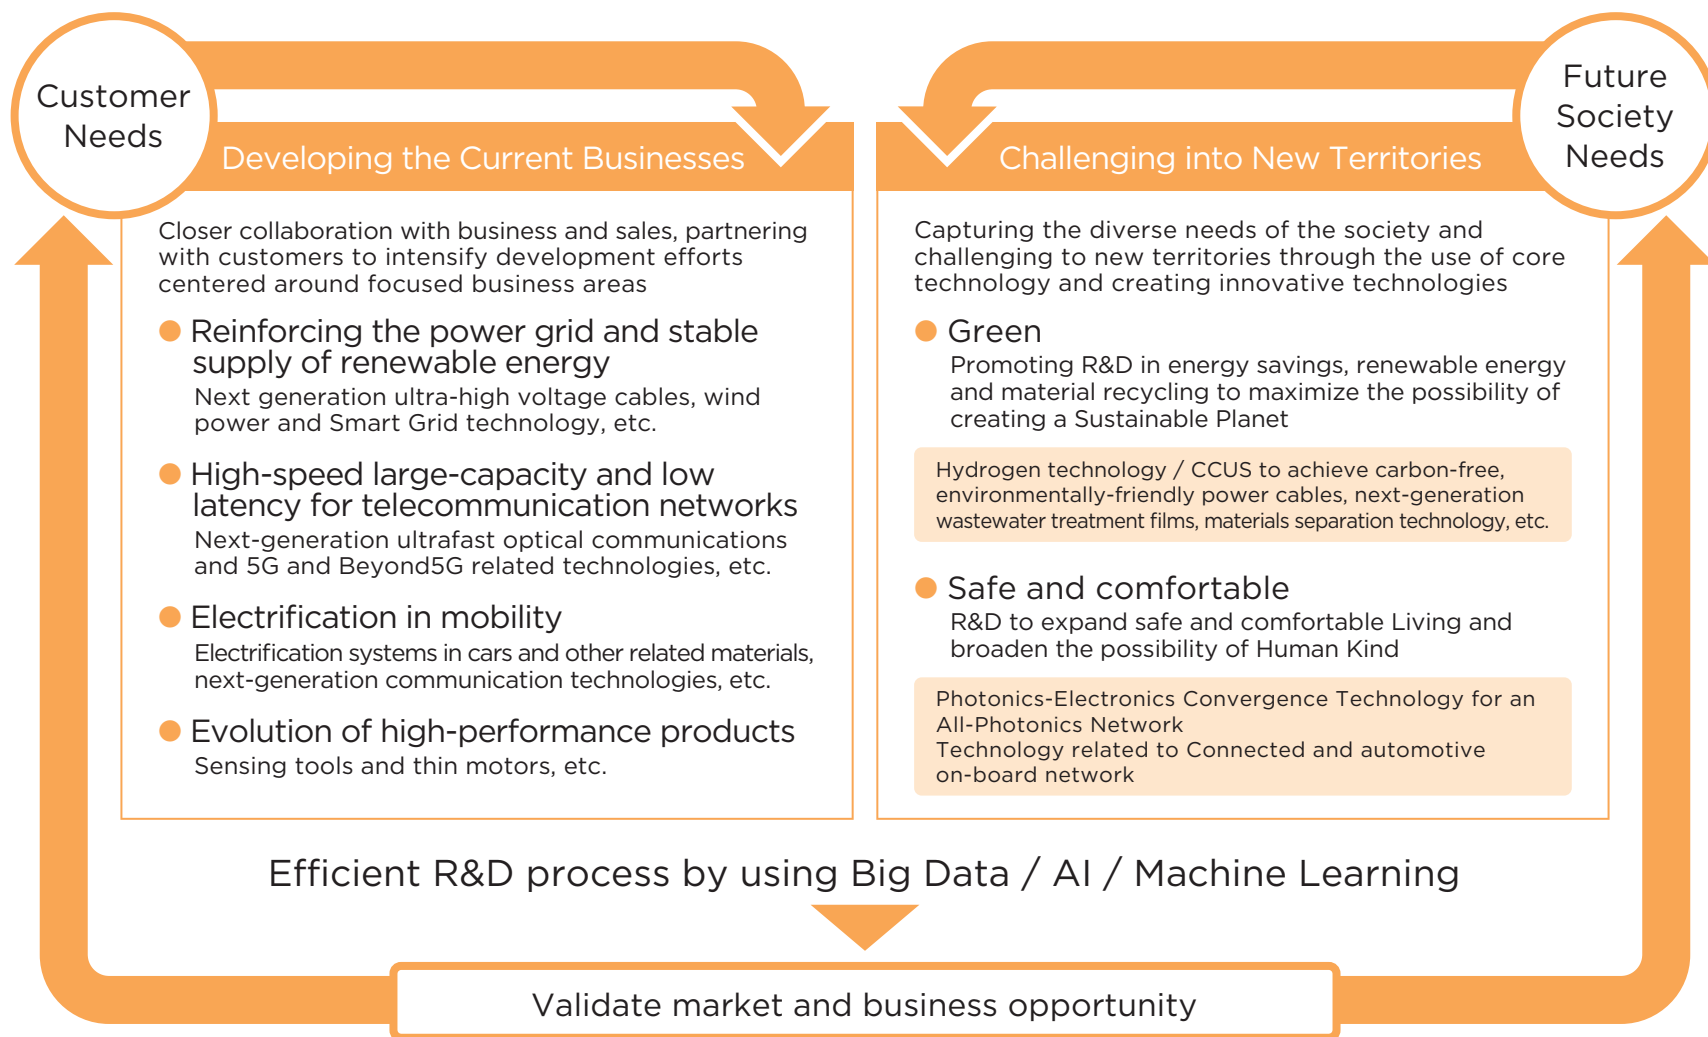 Customer
Needs
Future
Society
Needs
Developing the Current Businesses
Closer collaboration with business and sales, partnering
with customers to intensify development efforts
centered around focused business areas
Reinforcing the power grid and stable
supply of renewable energy
Next generation ultra-high voltage cables, wind
power and Smart Grid technology, etc.
High-speed large-capacity and low
latency for telecommunication networks
Next-generation ultrafast optical communications
and 5G and Beyond5G related technologies, etc.
Electrification in mobility
Electrification systems in cars and other related materials,
next-generation communication technologies, etc.
Evolution of high-performance products
Sensing tools and thin motors, etc.
Challenging into New Territories
Capturing the diverse needs of the society and
challenging to new territories through the use of core
technology and creating innovative technologies
Green
Promoting R&D in energy savings, renewable energy
and material recycling to maximize the possibility of
creating a Sustainable Planet
Hydrogen technology / CCUS to achieve carbon-free,
environmentally-friendly power cables, next-generation
wastewater treatment films, materials separation technology, etc.
Safe and comfortable
R&D to expand safe and comfortable Living and
broaden the possibility of Human Kind
Photonics-Electronics Convergence Technology for an
All-Photonics Network
Technology related to Connected and automotive
on-board network
Efficient R&D process by using Big Data / AI / Machine Learning
Validate market and business opportunity